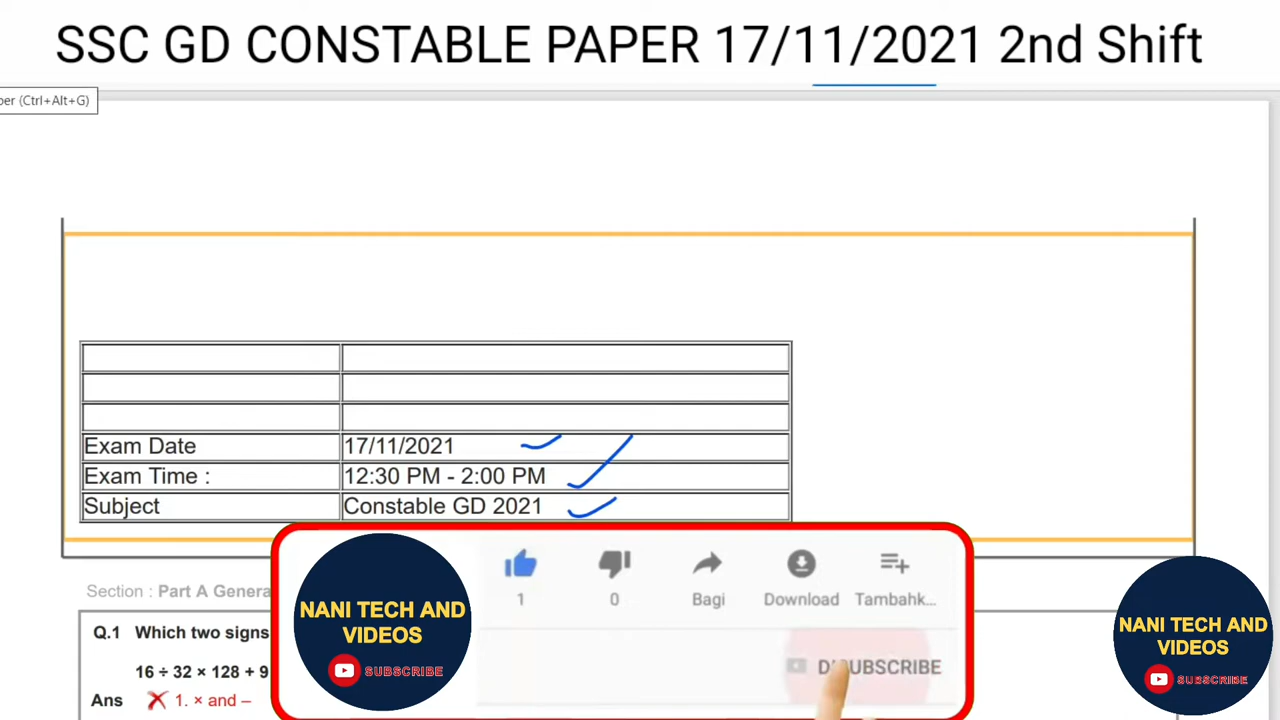 SSC GD CONSTABLE PAPER 17/11/2021 2nd Shift
per (Ctrl+Alt+G)
Exam Date 17/11/2021
Exam Time : 12:30 PM - 2:00 PM
Subject Constable GD 2021
Section : Part A Genera
Q.1 Which two signs
16 ÷ 32 × 128 + 9
Ans 1. × and –
NANI TECH AND
VIDEOS
SUBSCRIBE
1 0 Bagi Download Tambahk...
SUBSCRIBE
NANI TECH AND
VIDEOS
SUBSCRIBE